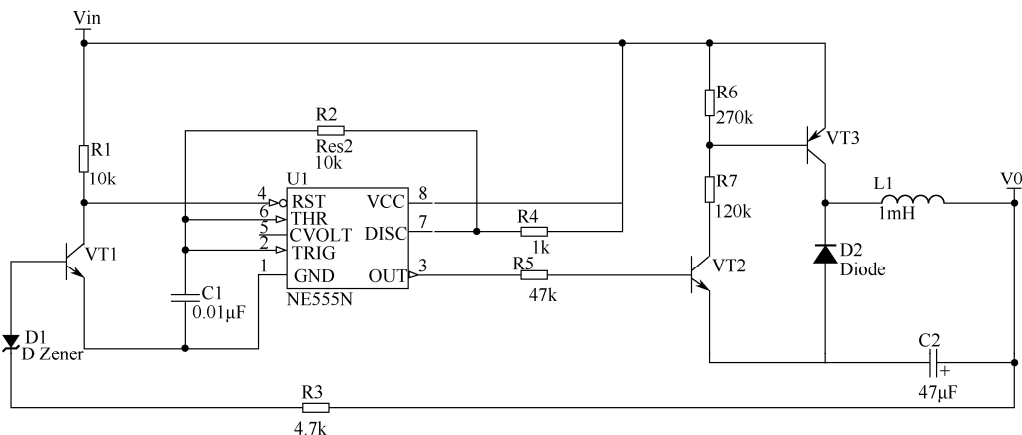 Vin
R1
10k
R2
Res2
10k
U1
4
RST
VCC
8
6
THR
5
CVOLT
DISC
7
2
TRIG
1
GND
OUT
3
NE555N
R4
1k
R5
47k
VT1
C1
0.01μF
D1
D Zener
R3
4.7k
R6
270k
R7
120k
VT2
VT3
L1
1mH
V0
D2
Diode
C2
+
47μF